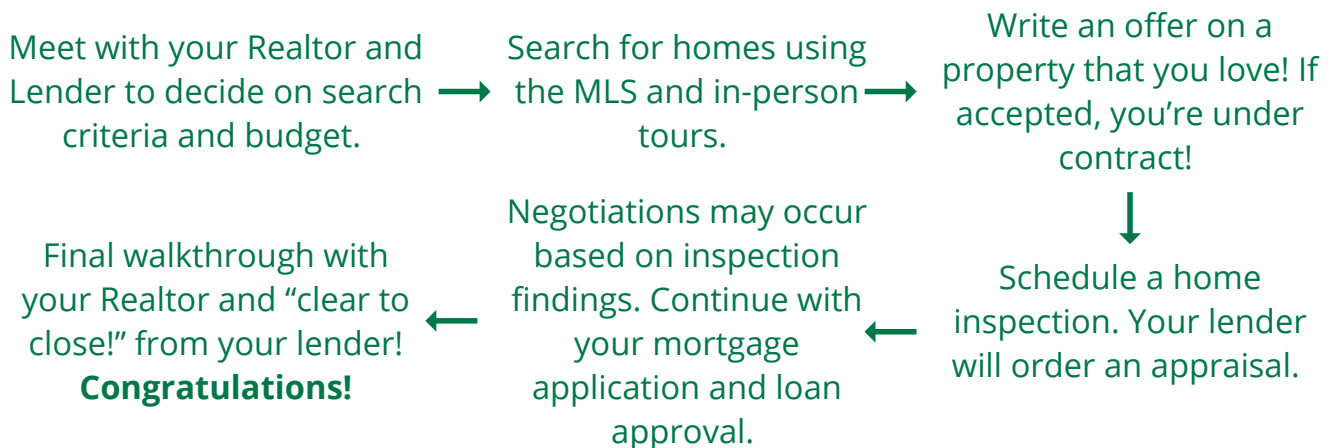 Meet with your Realtor and
Lender to decide on search
criteria and budget.
Search for homes using
the MLS and in-person
tours.
Write an offer on a
property that you love! If
accepted, you’re under
contract!
Schedule a home
inspection. Your lender
will order an appraisal.
Negotiations may occur
based on inspection
findings. Continue with
your mortgage
application and loan
approval.
Final walkthrough with
your Realtor and “clear to
close!” from your lender!
Congratulations!